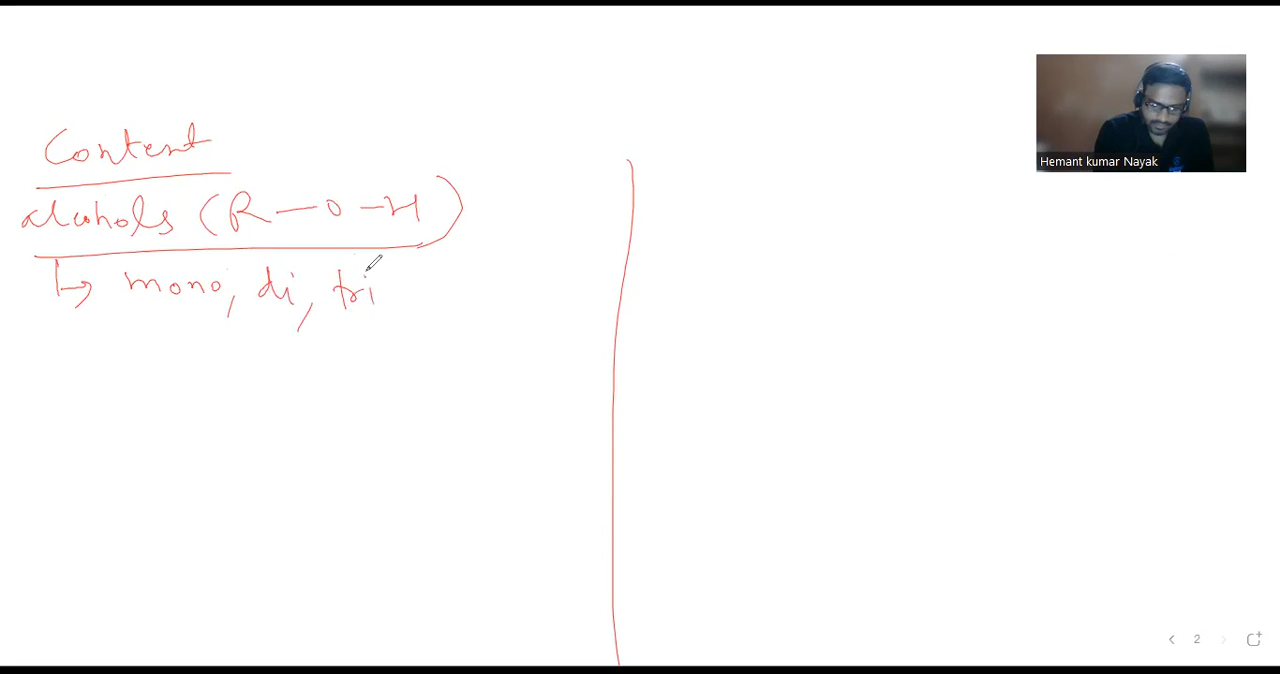 Content
alcohols (R-O-H)
↳ mono, di, tri
Hemant kumar Nayak
2